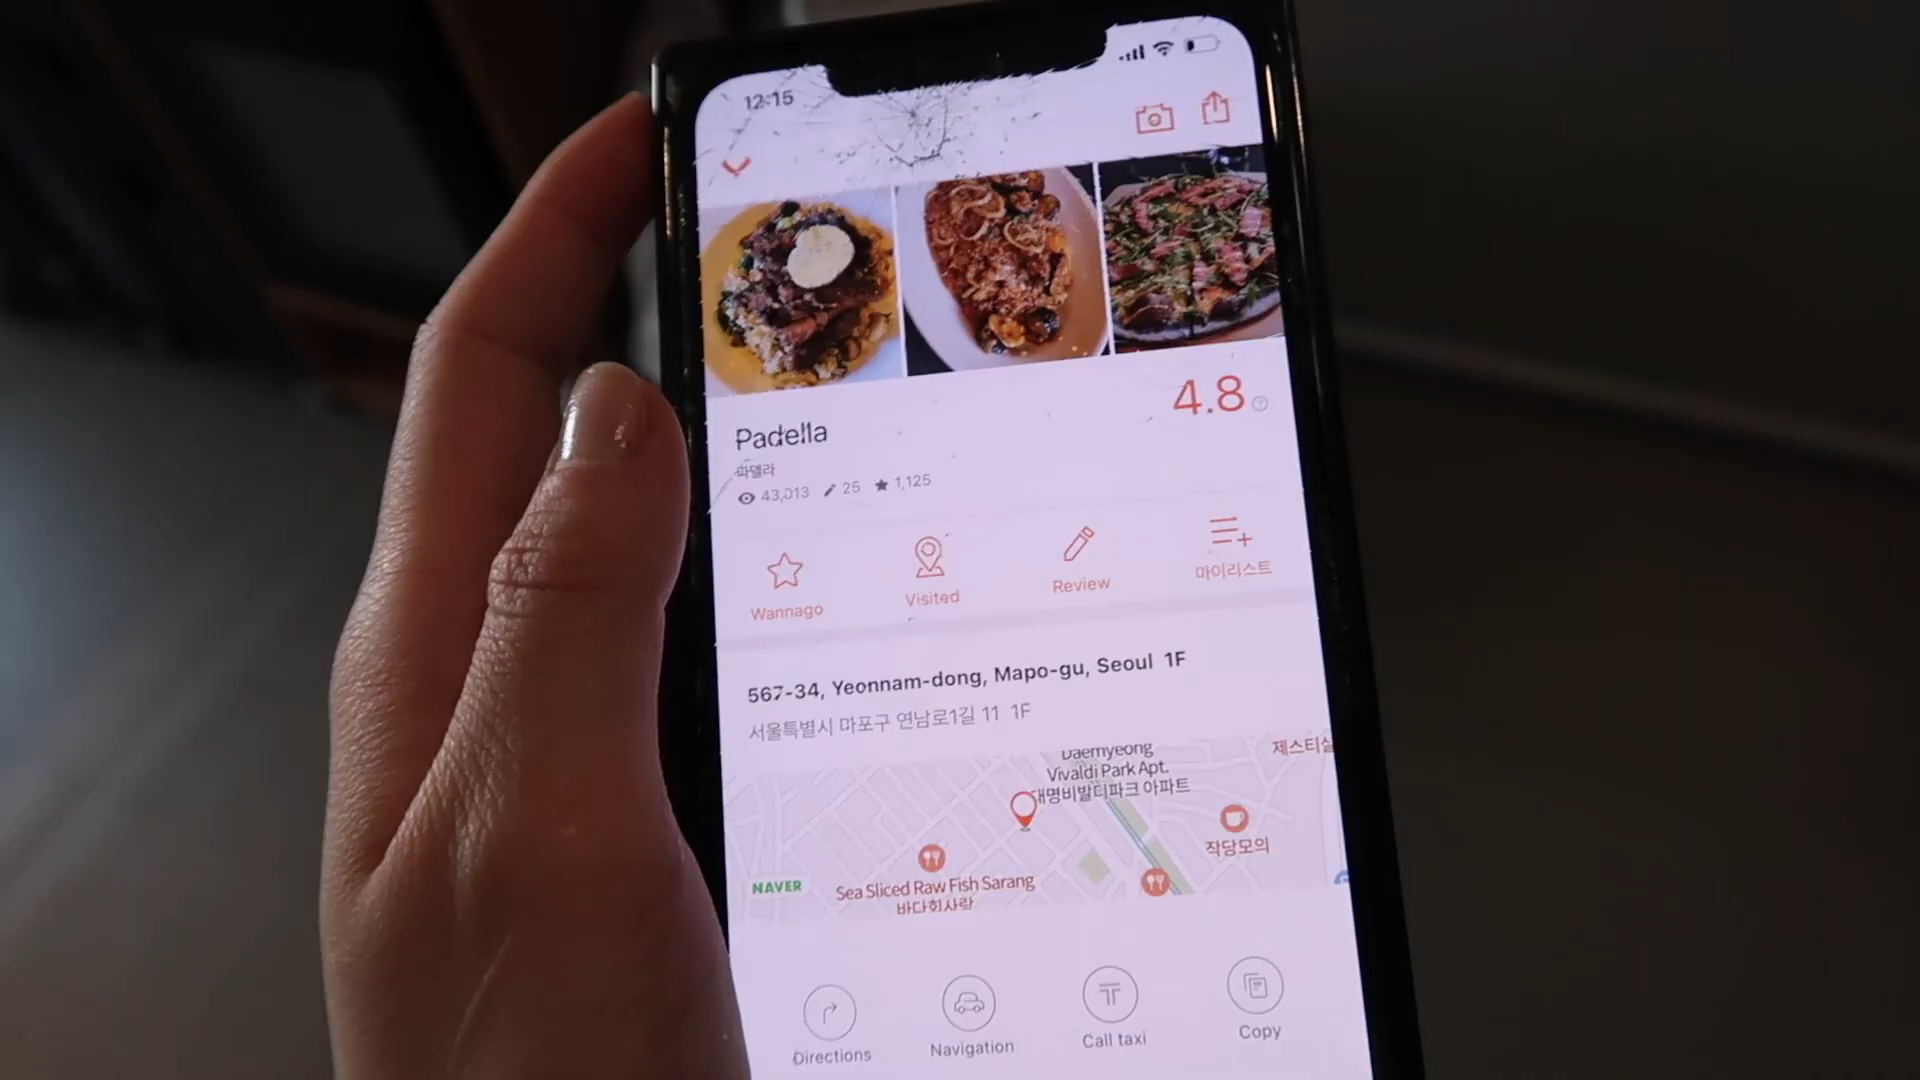 12:15
4.8
Padella
파델라
43,013 25 1,125
Wannago Visited Review 마이리스트
567-34, Yeonnam-dong, Mapo-gu, Seoul 1F
서울특별시 마포구 연남로1길 11 1F
Daemyeong
Vivaldi Park Apt.
대명비발디파크 아파트
제스티살
작당모의
NAVER
Sea Sliced Raw Fish Sarang
바다회사랑
Directions Navigation Call taxi Copy